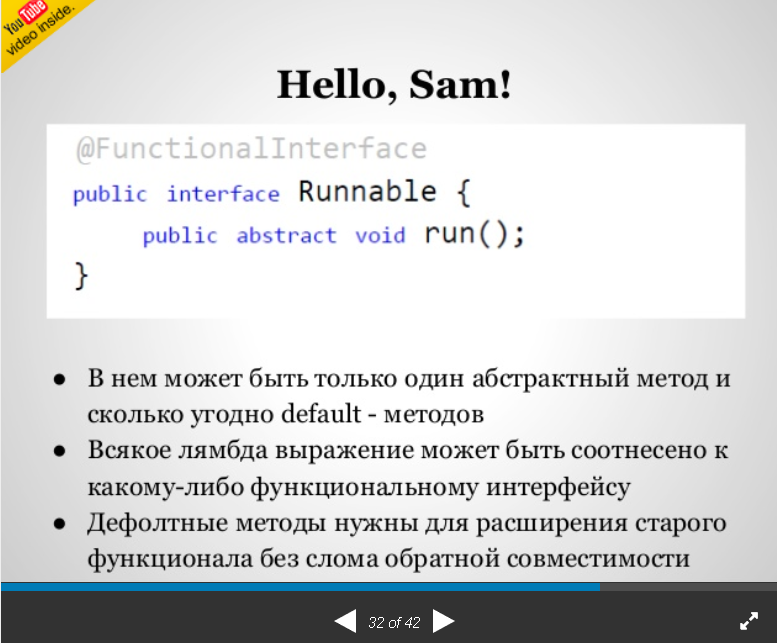 YouTube
video inside.
Hello, Sam!
@FunctionalInterface
public interface Runnable {
public abstract void run();
}
● В нем может быть только один абстрактный метод и
сколько угодно default - методов
● Всякое лямбда выражение может быть соотнесено к
какому-либо функциональному интерфейсу
● Дефолтные методы нужны для расширения старого
функционала без слома обратной совместимости
32 of 42